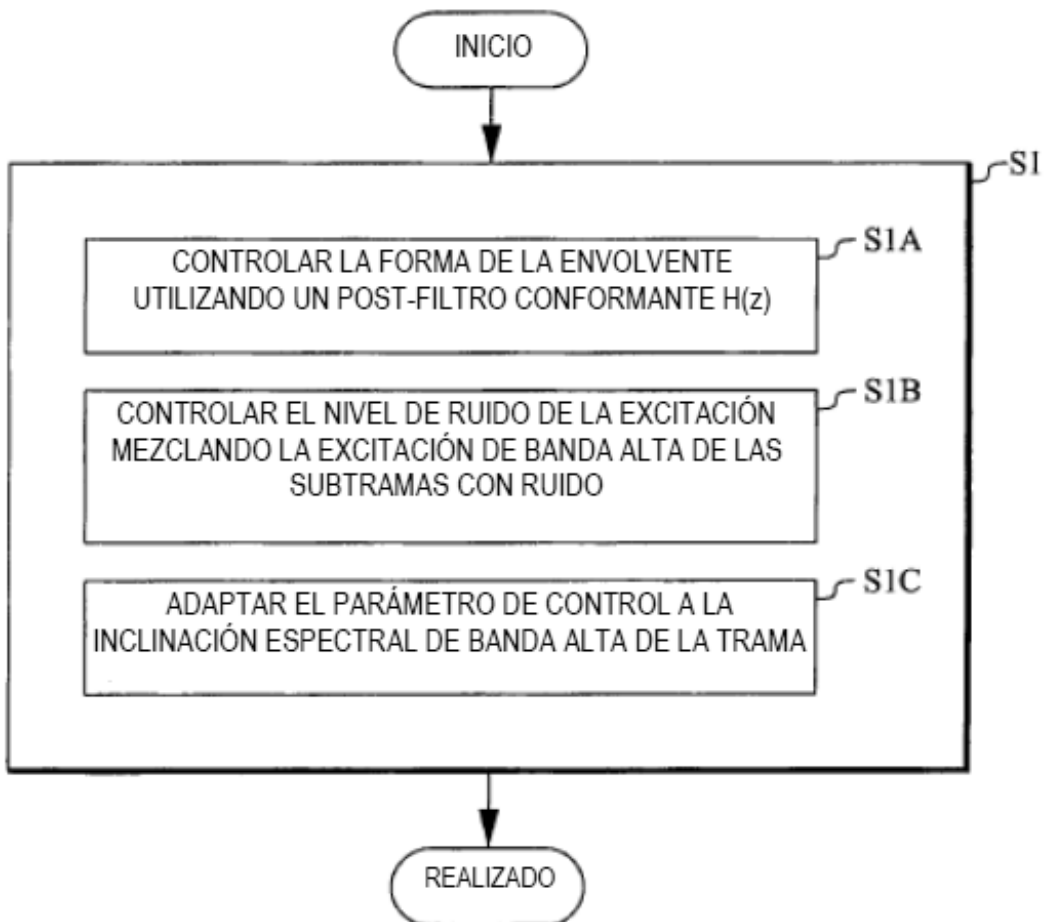 INICIO
S1
S1A
CONTROLAR LA FORMA DE LA ENVOLVENTE
UTILIZANDO UN POST-FILTRO CONFORMANTE H(z)
S1B
CONTROLAR EL NIVEL DE RUIDO DE LA EXCITACIÓN
MEZCLANDO LA EXCITACIÓN DE BANDA ALTA DE LAS
SUBTRAMAS CON RUIDO
S1C
ADAPTAR EL PARÁMETRO DE CONTROL A LA
INCLINACIÓN ESPECTRAL DE BANDA ALTA DE LA TRAMA
REALIZADO